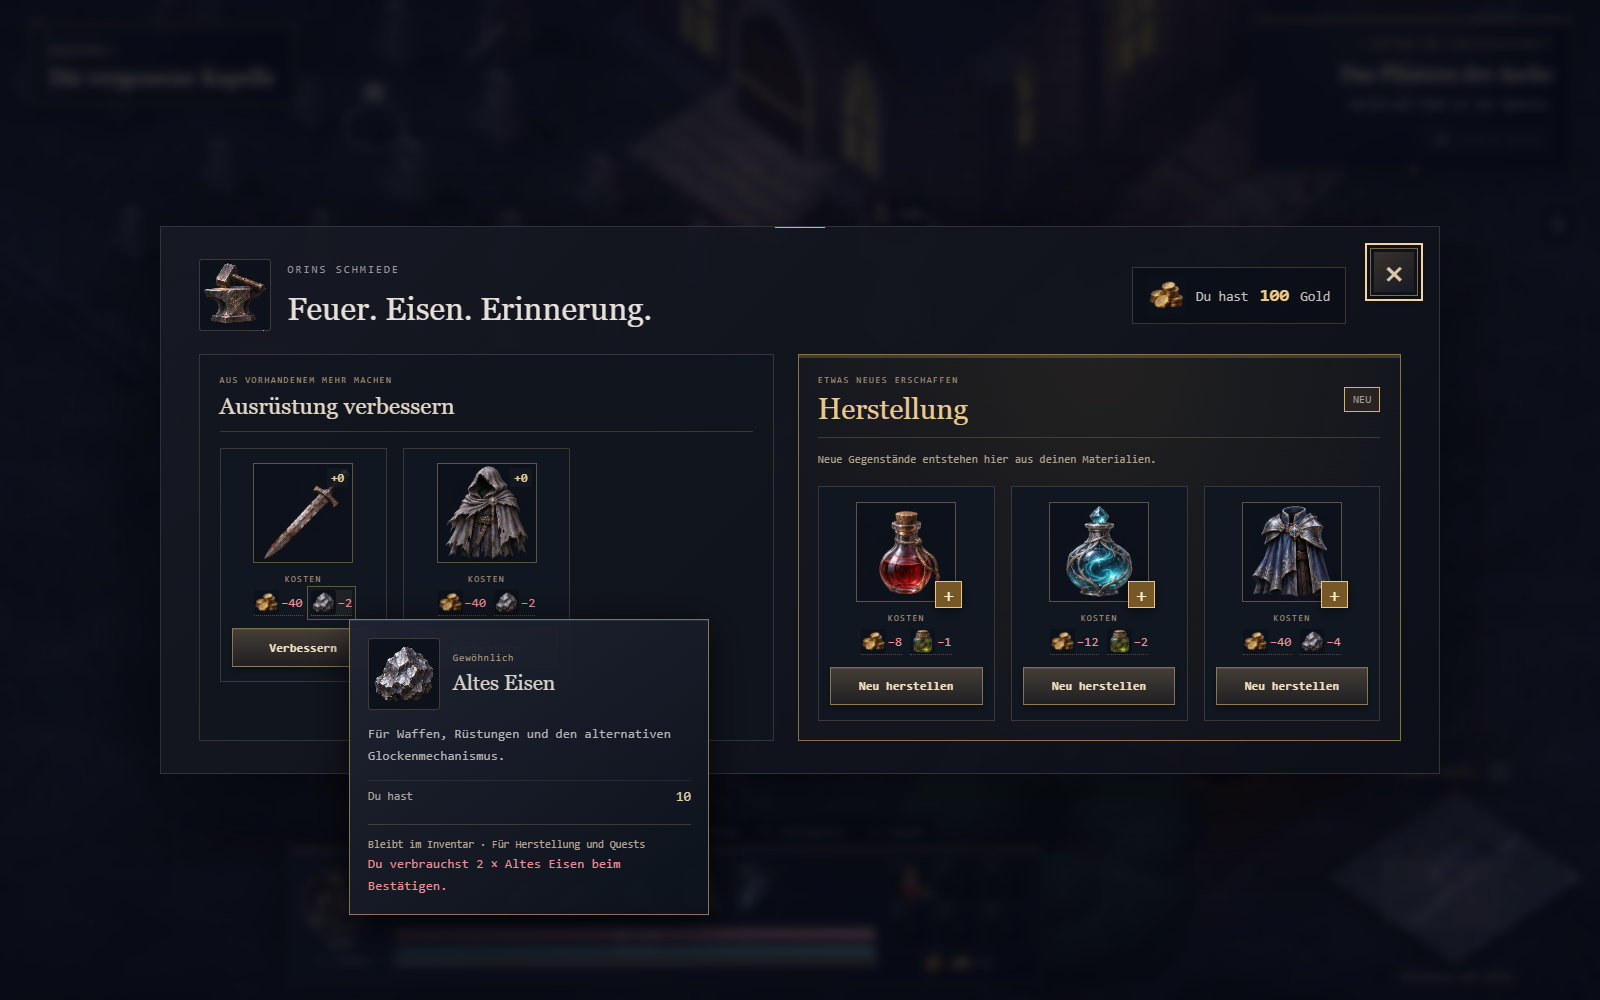 ORINS SCHMIEDE
Feuer. Eisen. Erinnerung.
Du hast 100 Gold
×
AUS VORHANDENEM MEHR MACHEN
Ausrüstung verbessern
+0
+0
KOSTEN
KOSTEN
−40 −2
−40 −2
Verbessern
Gewöhnlich
Altes Eisen
Für Waffen, Rüstungen und den alternativen
Glockenmechanismus.
Du hast 10
Bleibt im Inventar · Für Herstellung und Quests
Du verbrauchst 2 × Altes Eisen beim
Bestätigen.
ETWAS NEUES ERSCHAFFEN
Herstellung
NEU
Neue Gegenstände entstehen hier aus deinen Materialien.
+
+
+
KOSTEN
KOSTEN
KOSTEN
−8 −1
−12 −2
−40 −4
Neu herstellen
Neu herstellen
Neu herstellen
Die vergessene Kapelle